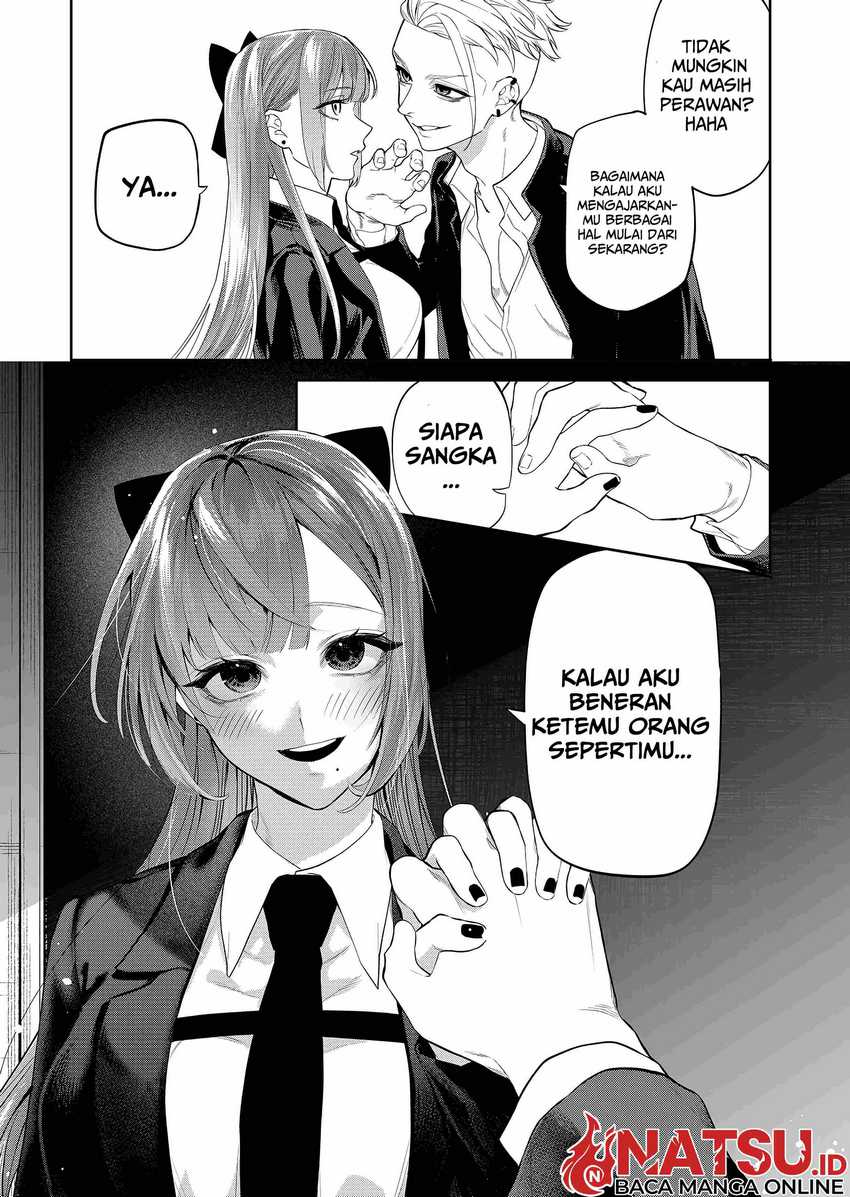 TIDAK
MUNGKIN
KAU MASIH
PERAWAN?
HAHA
BAGAIMANA
KALAU AKU
MENGAJARKAN-
MU BERBAGAI
HAL MULAI DARI
SEKARANG?
YA...
SIAPA
SANGKA
...
KALAU AKU
BENERAN
KETEMU ORANG
SEPERTIMU...
N NATSU.ID
BACA MANGA ONLINE